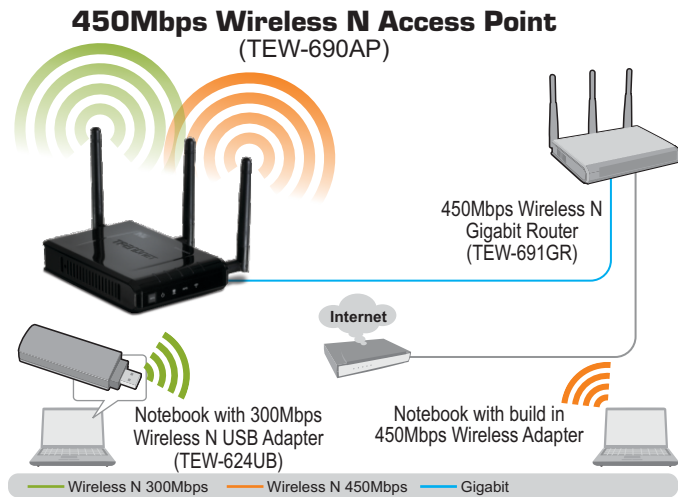 450Mbps Wireless N Access Point
(TEW-690AP)
450Mbps Wireless N
Gigabit Router
(TEW-691GR)
Internet
Notebook with 300Mbps
Wireless N USB Adapter
(TEW-624UB)
Notebook with build in
450Mbps Wireless Adapter
Wireless N 300Mbps
Wireless N 450Mbps
Gigabit
TRENDNET